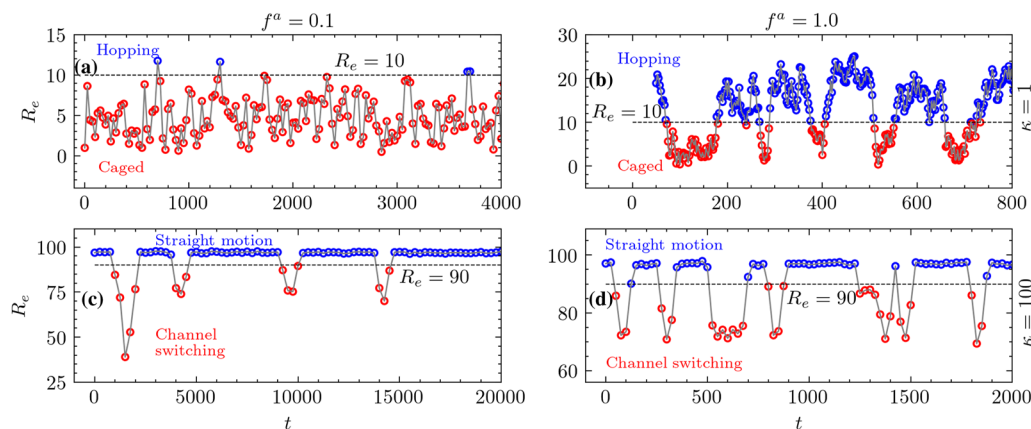 f^a = 0.1
f^a = 1.0
(a)
Hopping
R_e = 10
Caged
R_e
15
10
5
0
0
1000
2000
3000
4000
(b)
Hopping
R_e = 10
Caged
30
20
10
0
0
200
400
600
800
κ = 1
(c)
Straight motion
R_e = 90
Channel
switching
R_e
100
75
50
25
0
5000
10000
15000
20000
t
(d)
Straight motion
R_e = 90
Channel switching
100
80
60
0
500
1000
1500
2000
t
κ = 100